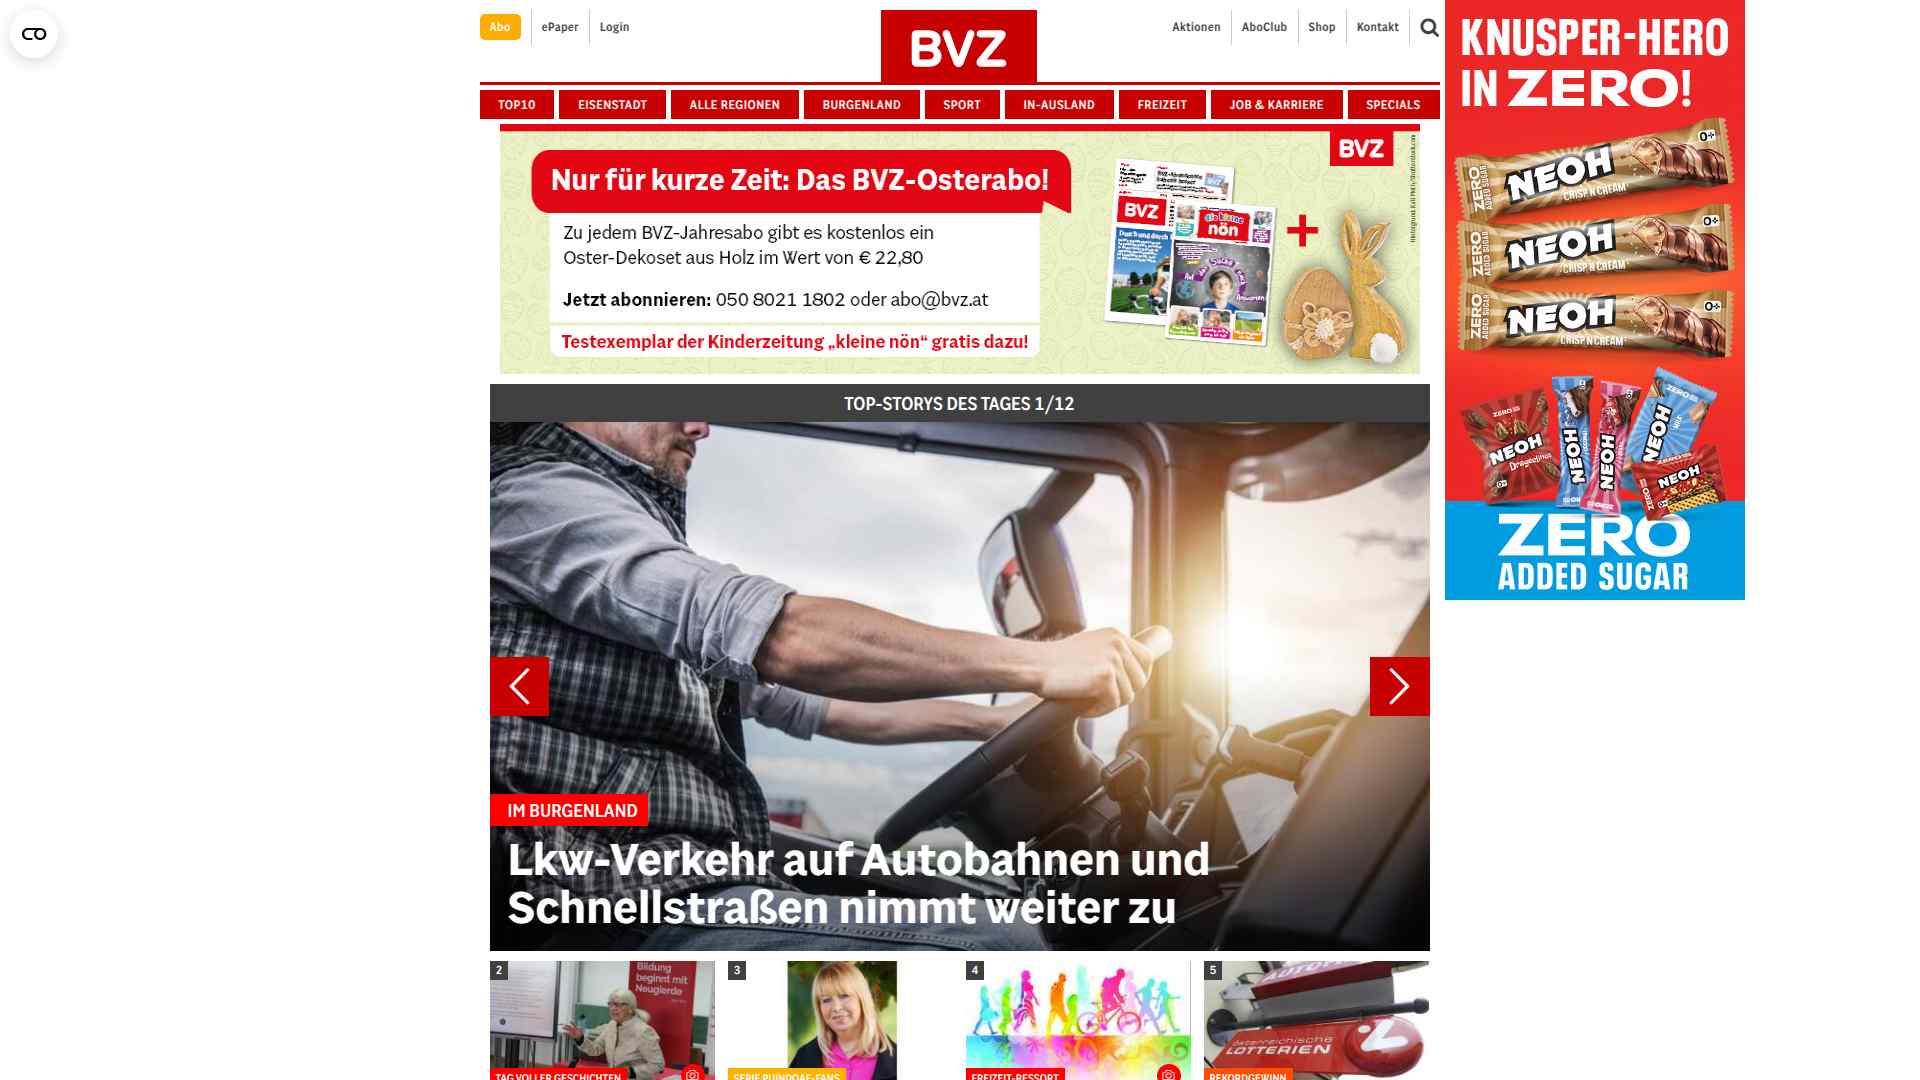 Abo
ePaper
Login
BVZ
Aktionen
AboClub
Shop
Kontakt
TOP10
EISENSTADT
ALLE REGIONEN
BURGENLAND
SPORT
IN-AUSLAND
FREIZEIT
JOB & KARRIERE
SPECIALS
Nur für kurze Zeit: Das BVZ-Osterabo!
Zu jedem BVZ-Jahresabo gibt es kostenlos ein
Oster-Dekoset aus Holz im Wert von € 22,80
Jetzt abonnieren: 050 8021 1802 oder abo@bvz.at
Testexemplar der Kinderzeitung „kleine nön“ gratis dazu!
BVZ
BVZ
die kleine
nön
KNUSPER-HERO
IN ZERO!
ZERO
ADDED SUGAR
NEOH
CRISP N CREAM
ZERO
ADDED SUGAR
NEOH
CRISP N CREAM
ZERO
ADDED SUGAR
NEOH
CRISP N CREAM
NEOH
NEOH
NEOH
NEOH
NEOH
ZERO
ADDED SUGAR
TOP-STORYS DES TAGES 1/12
IM BURGENLAND
Lkw-Verkehr auf Autobahnen und
Schnellstraßen nimmt weiter zu
2
Bildung
beginnt mit
Neugierde
TAG VOLLER GESCHICHTEN
3
SERIE PUINDOAF-FANS
4
FREIZEIT-RESSORT
5
österreichische
LOTTERIEN
REKORDGEWINN